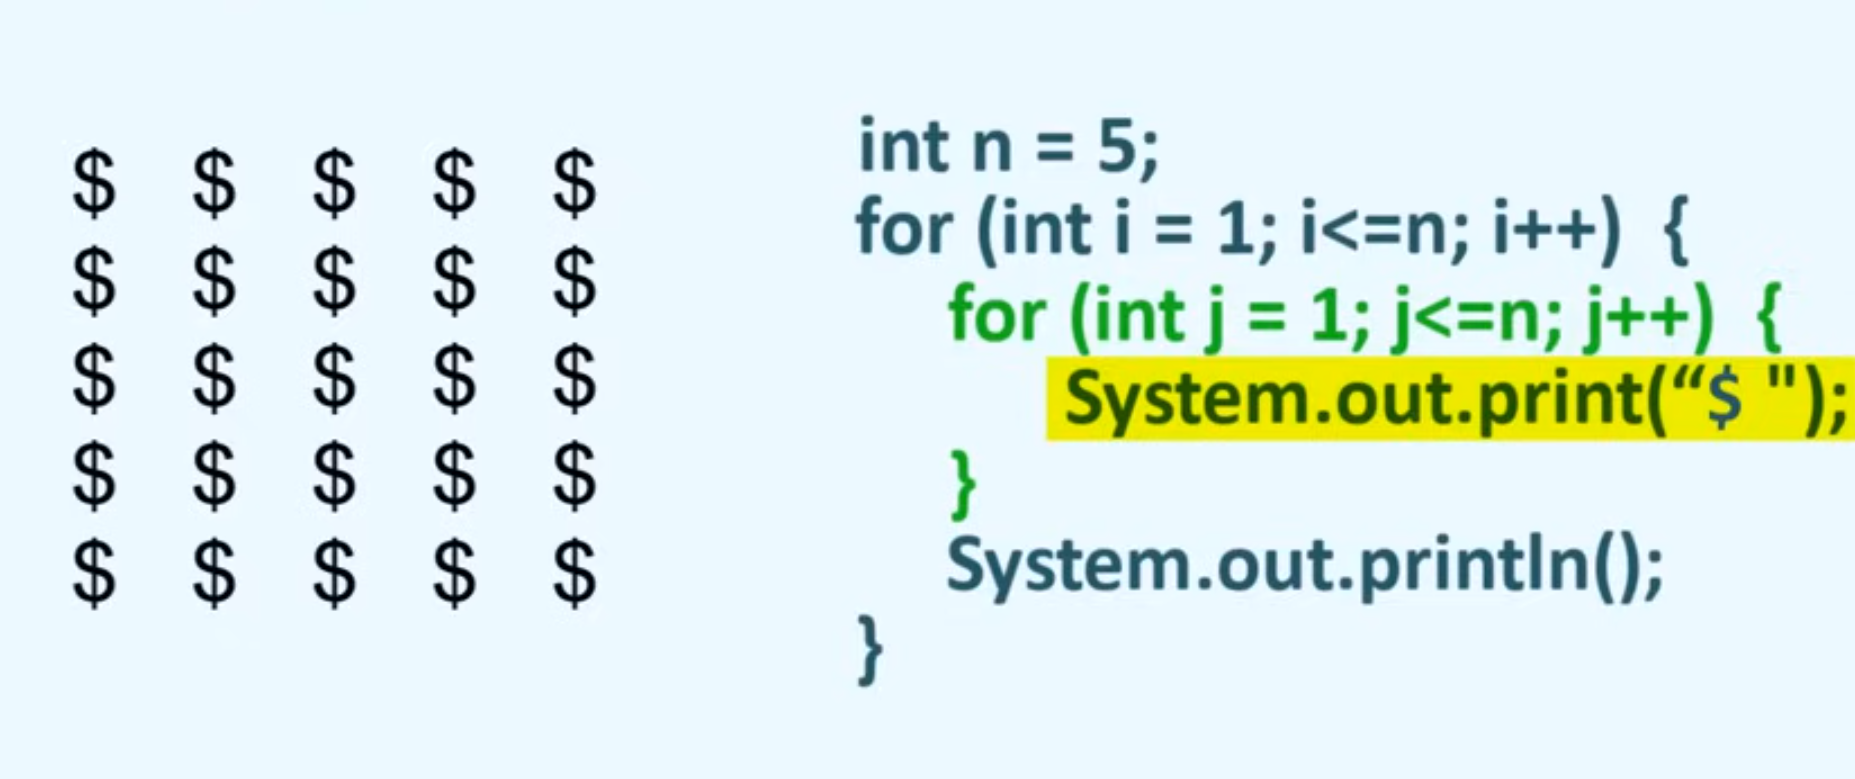 $ $ $ $ $
$ $ $ $ $
$ $ $ $ $
$ $ $ $ $
$ $ $ $ $
int n = 5;
for (int i = 1; i<=n; i++) {
for (int j = 1; j<=n; j++) {
System.out.print(“$ ");
}
System.out.println();
}